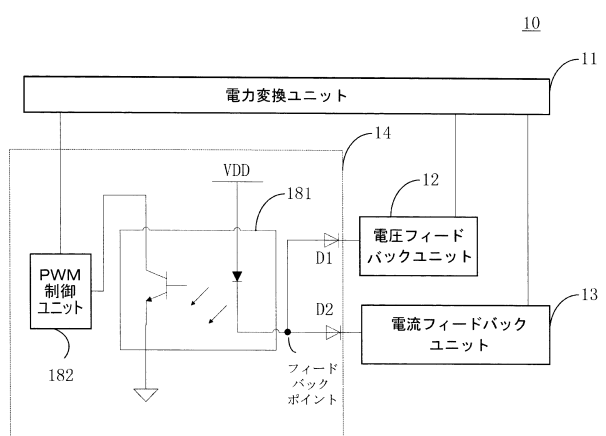 10
11
電力変換ユニット
14
VDD
181
12
電圧フィード
バックユニット
D1
PWM
制御
ユニット
13
D2
電流フィードバック
ユニット
182
フィード
バック
ポイント